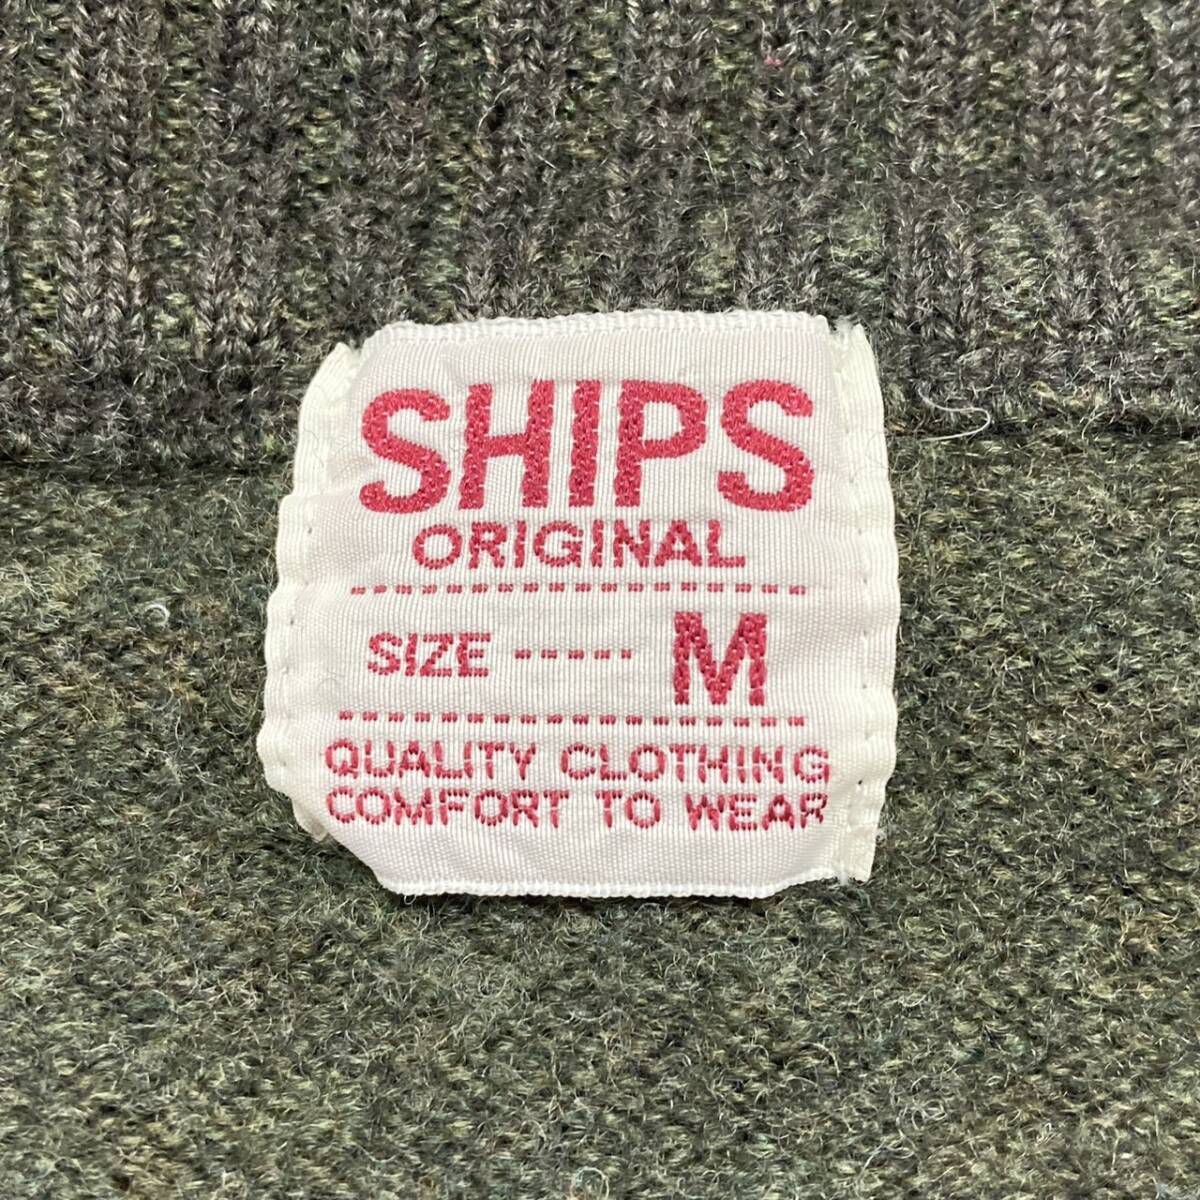 SHIPS
ORIGINAL
SIZE ----- M
QUALITY CLOTHING
COMFORT TO WEAR